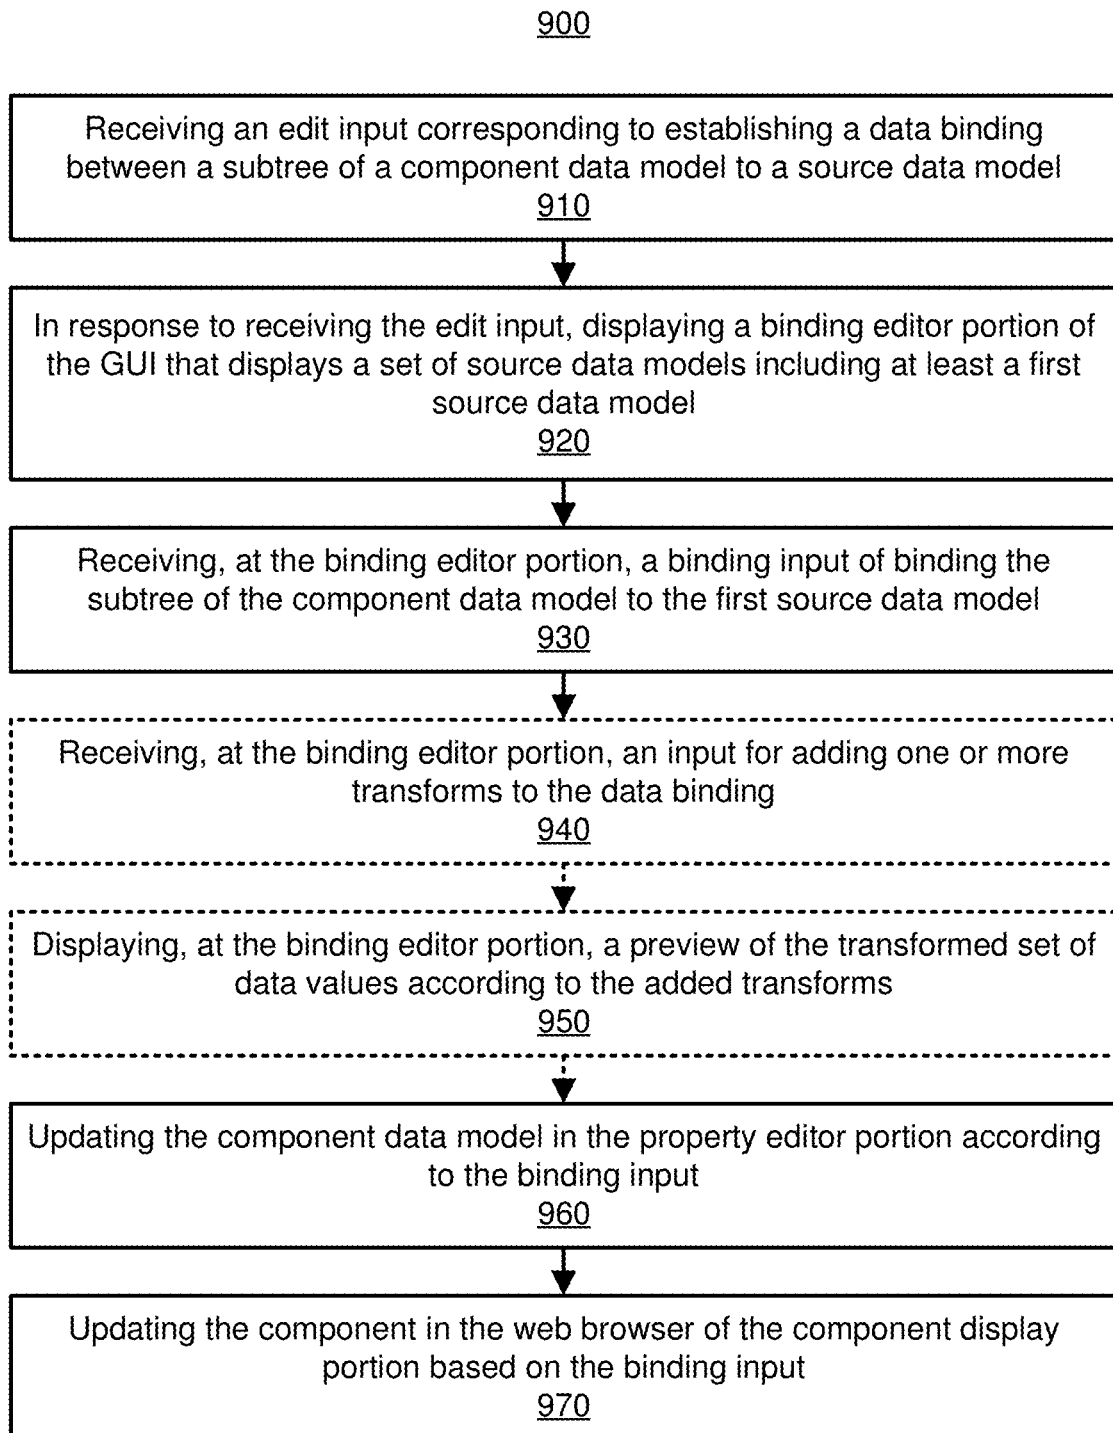 900
Receiving an edit input corresponding to establishing a data binding
between a subtree of a component data model to a source data model
910
In response to receiving the edit input, displaying a binding editor portion of
the GUI that displays a set of source data models including at least a first
source data model
920
Receiving, at the binding editor portion, a binding input of binding the
subtree of the component data model to the first source data model
930
Receiving, at the binding editor portion, an input for adding one or more
transforms to the data binding
940
Displaying, at the binding editor portion, a preview of the transformed set of
data values according to the added transforms
950
Updating the component data model in the property editor portion according
to the binding input
960
Updating the component in the web browser of the component display
portion based on the binding input
970